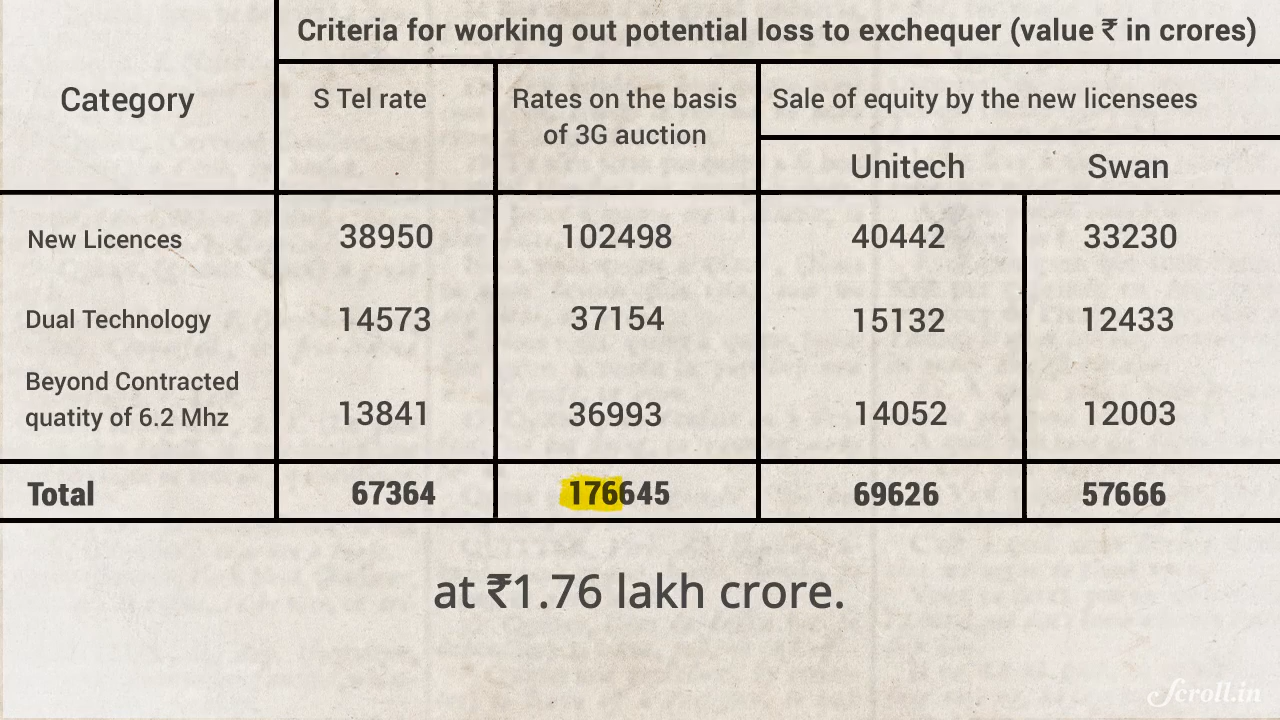 Criteria for working out potential loss to exchequer (value ₹ in crores)
Category
S Tel rate
Rates on the basis
of 3G auction
Sale of equity by the new licensees
Unitech Swan
New Licences 38950 102498 40442 33230
Dual Technology 14573 37154 15132 12433
Beyond Contracted
quatity of 6.2 Mhz 13841 36993 14052 12003
Total 67364 176645 69626 57666
at ₹1.76 lakh crore.
Scroll.in